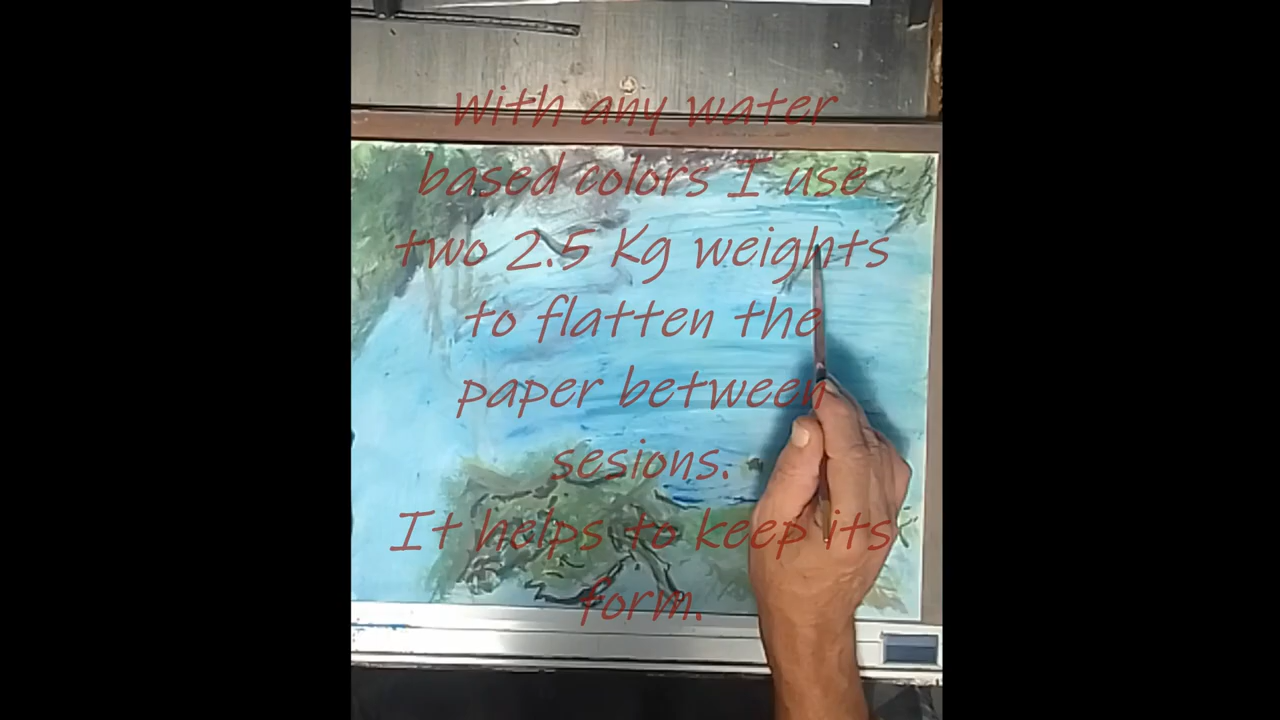 With any water
based colors I use
two 2.5 Kg weights
to flatten the
paper between
sesions.
It helps to keep its
form.